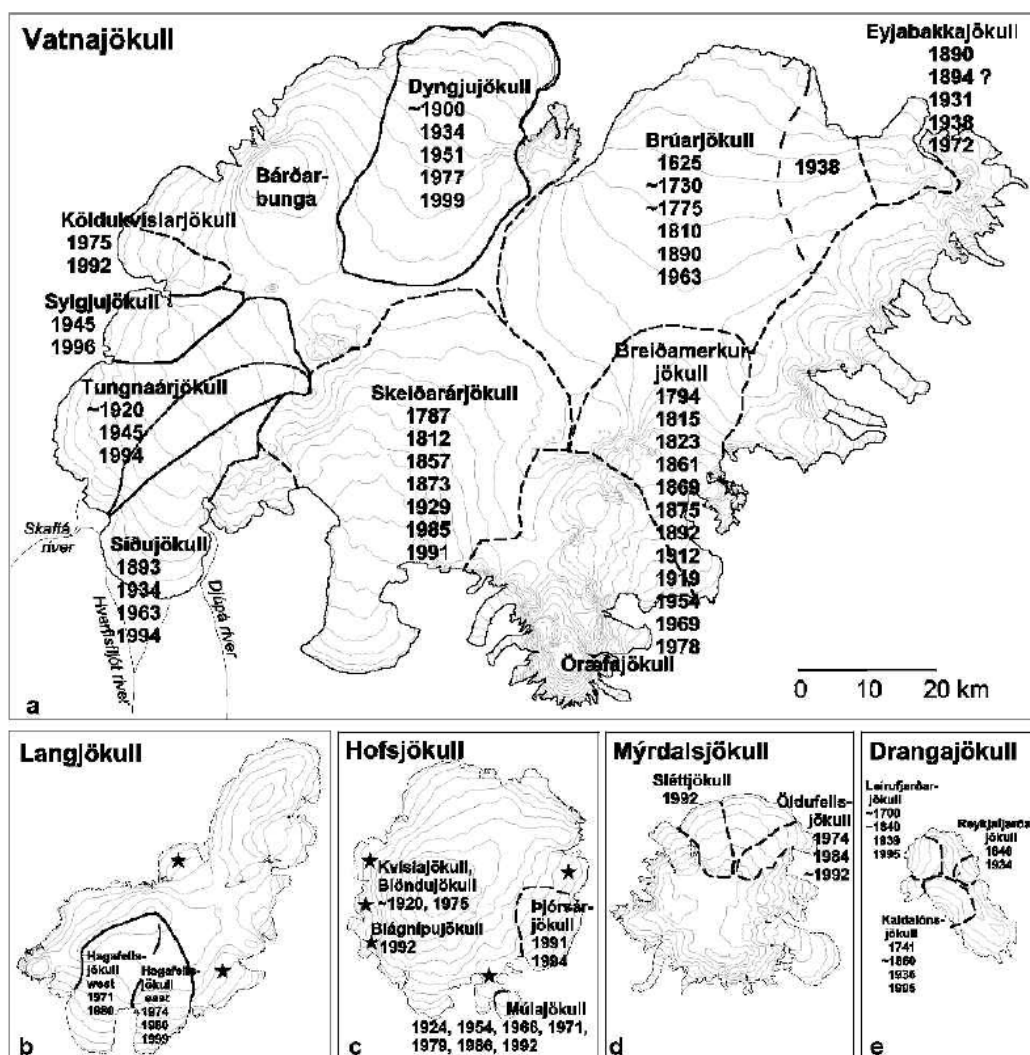 Vatnajökull
Eyjabakkajökull
1890
1894 ?
1931
1938
1972
Dyngjujökull
~1900
1934
1951
1977
1999
Brúarjökull
1625
~1730
~1775
1810
1890
1963
1938
Bárðar-
bunga
Köldukvíslarjökull
1975
1992
Sylgjujökull
1945
1996
Tungnaárjökull
~1920
1945
1994
Skeiðarárjökull
1787
1812
1857
1873
1929
1985
1991
Breiðamerkur-
jökull
1794
1815
1823
1861
1869
1875
1892
1912
1919
1954
1969
1978
Skaftá
river
Síðujökull
1893
1934
1963
1994
Hverfisfljót river
Djúpá river
Öræfajökull
0 10 20 km
a
Langjökull
Hagafells-
jökull
west
1971
1980
Hagafells-
jökull
east
1974
1980
1999
b
Hofsjökull
Kvíslajökull,
Blöndujökull
~1920, 1975
Blágnípujökull
1992
Þjórsár-
jökull
1991
1994
Múlajökull
1924, 1954, 1966, 1971,
1979, 1986, 1992
c
Mýrdalsjökull
Sléttjökull
1992
Öldufells-
jökull
1974
1984
~1992
d
Drangajökull
Leirufjarðar-
jökull
~1700
~1840
1939
1995
1846
1934
Kaldalóns-
jökull
1741
~1860
1936
1995
e